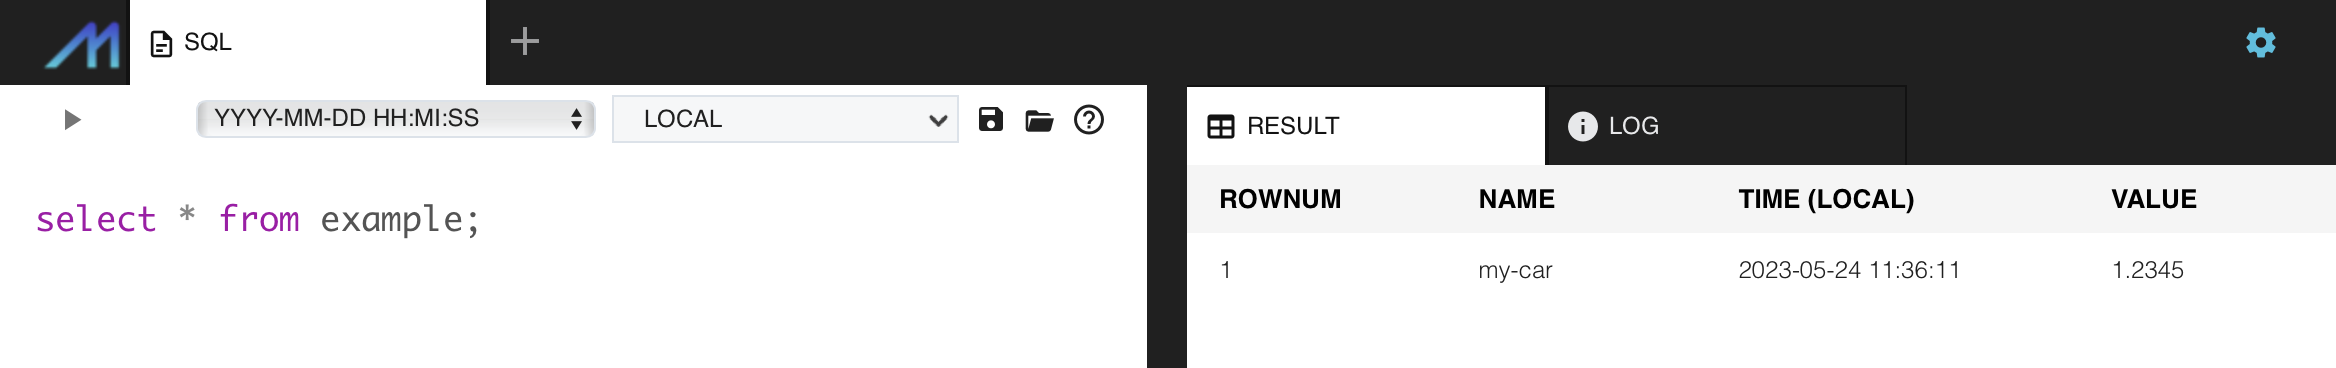 SQL
YYYY-MM-DD HH:MI:SS
LOCAL
select * from example;
RESULT
LOG
ROWNUM NAME TIME (LOCAL) VALUE
1 my-car 2023-05-24 11:36:11 1.2345